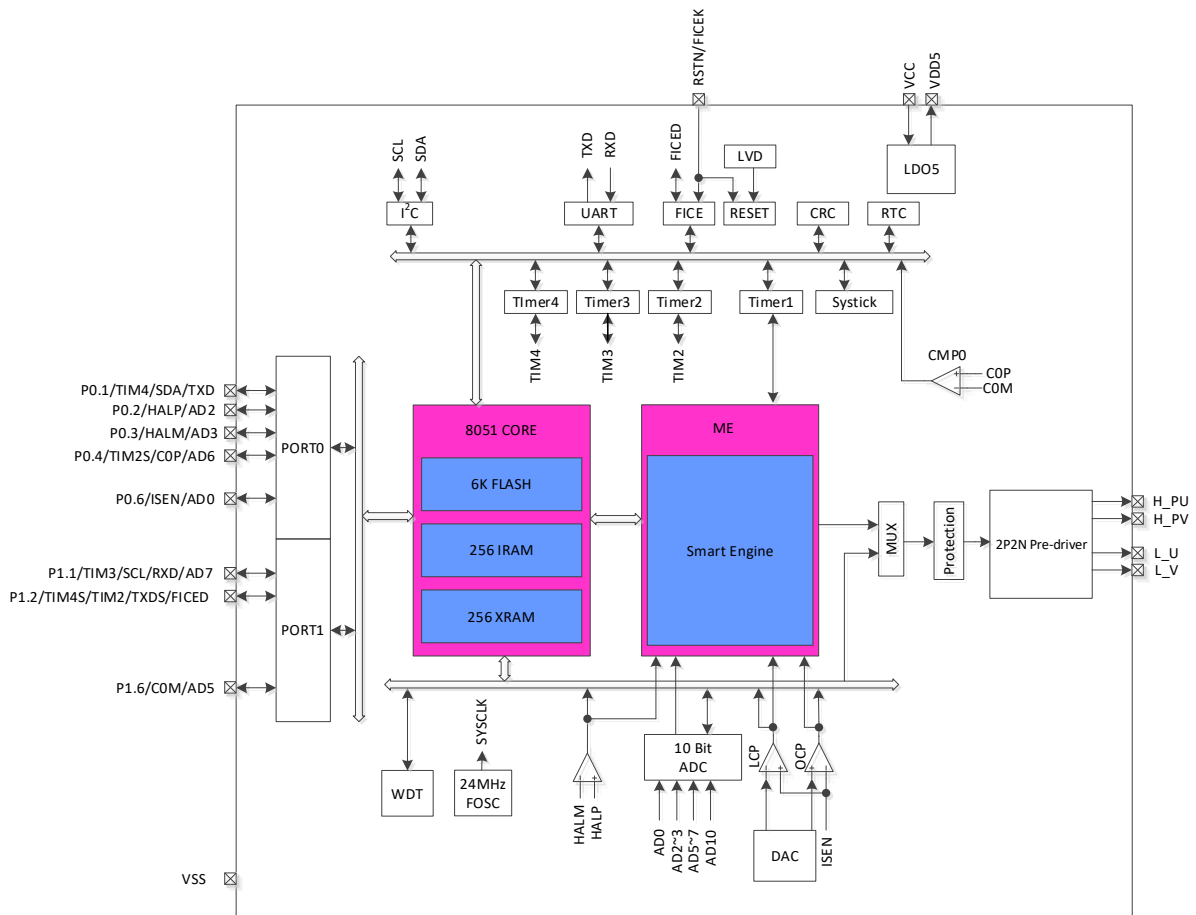 RSTN/FICEK
VCC
VDD5
SCL
SDA
TXD
RXD
FICED
LVD
LDO5
I²C
UART
FICE
RESET
CRC
RTC
TImer4
Timer3
Timer2
Timer1
Systick
TIM4
TIM3
TIM2
CMP0
C0P
C0M
P0.1/TIM4/SDA/TXD
P0.2/HALP/AD2
P0.3/HALM/AD3
P0.4/TIM2S/C0P/AD6
P0.6/ISEN/AD0
PORT0
P1.1/TIM3/SCL/RXD/AD7
P1.2/TIM4S/TIM2/TXDS/FICED
P1.6/C0M/AD5
PORT1
8051 CORE
6K FLASH
256 IRAM
256 XRAM
ME
Smart Engine
MUX
Protection
2P2N Pre-driver
H_PU
H_PV
L_U
L_V
WDT
SYSCLK
24MHz
FOSC
HALM
HALP
10 Bit
ADC
AD0
AD2~3
AD5~7
AD10
LCP
OCP
DAC
ISEN
VSS